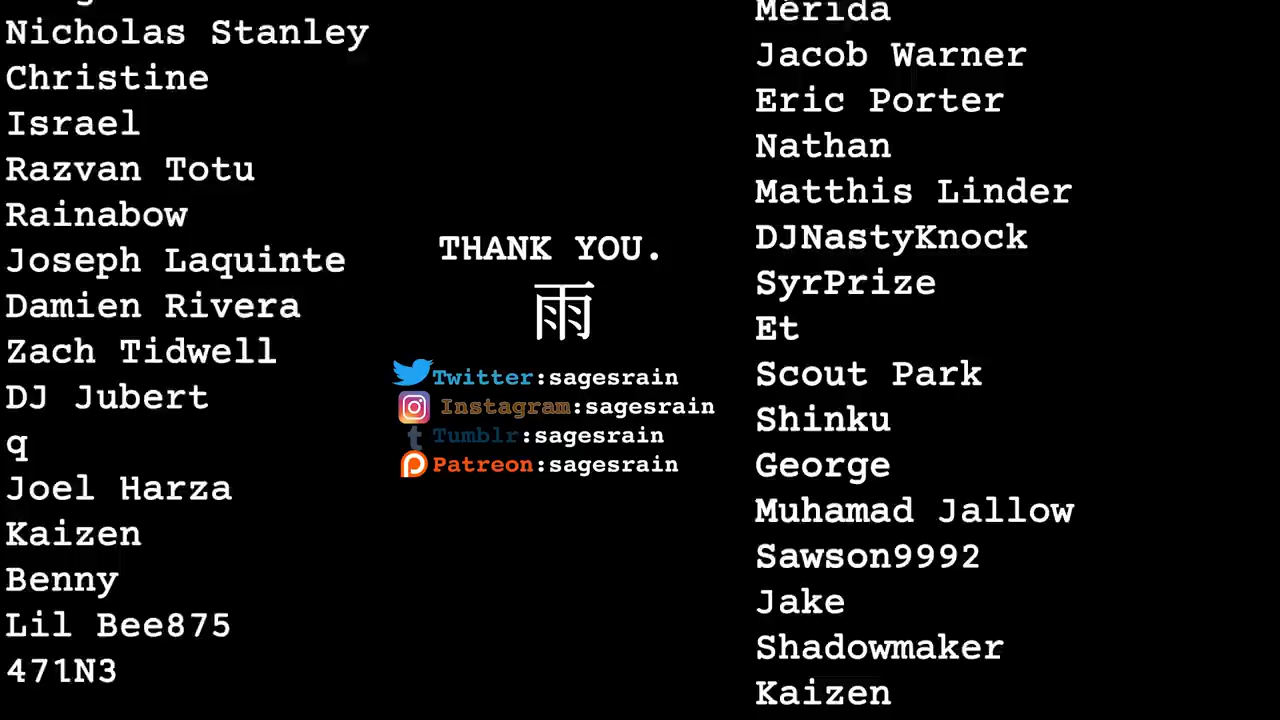 Nicholas Stanley
Christine
Israel
Razvan Totu
Rainabow
Joseph Laquinte
Damien Rivera
Zach Tidwell
DJ Jubert
q
Joel Harza
Kaizen
Benny
Lil Bee875
471N3
THANK YOU.
雨
Twitter:sagesrain
Instagram:sagesrain
Tumblr:sagesrain
Patreon:sagesrain
Mérida
Jacob Warner
Eric Porter
Nathan
Matthis Linder
DJNastyKnock
SyrPrize
Et
Scout Park
Shinku
George
Muhamad Jallow
Sawson9992
Jake
Shadowmaker
Kaizen